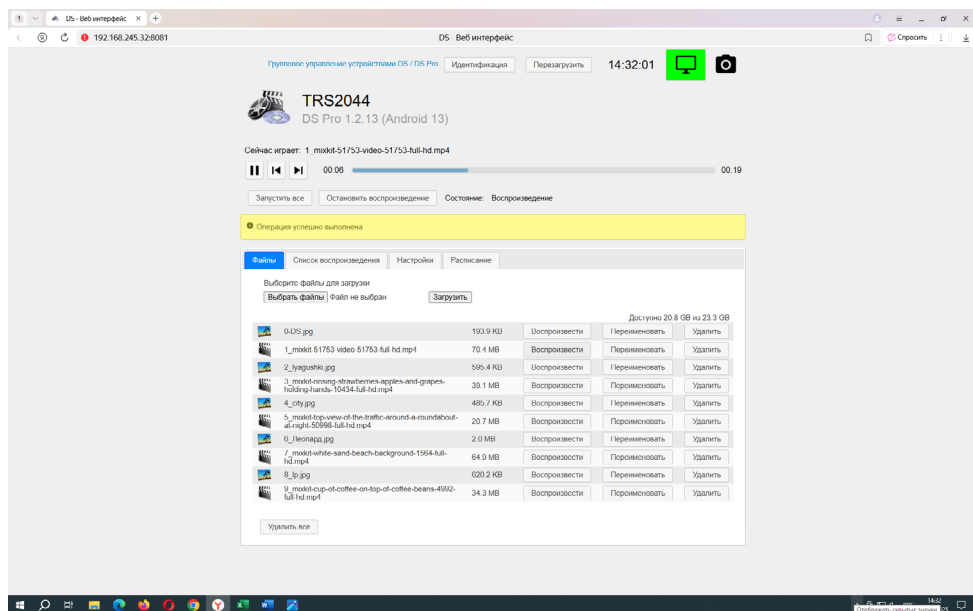 1 DS - Веб интерфейс
192.168.245.32:8081 DS - Веб интерфейс Спросить
Групповое управление устройствами DS / DS Pro Идентификация Перезагрузить 14:32:01
TRS2044
DS Pro 1.2.13 (Android 13)
Сейчас играет: 1_mixkit-51753-video-51753-full-hd.mp4
00:06 00:19
Запустить все Остановить воспроизведение Состояние: Воспроизведение
Операция успешно выполнена
Файлы Список воспроизведения Настройки Расписание
Выберите файлы для загрузки
Выбрать файлы Файл не выбран Загрузить
Доступно 20.8 GB из 23.3 GB
0-DS.jpg 193.9 KB Воспроизвести Переименовать Удалить
1_mixkit-51753-video-51753-full-hd.mp4 70.4 MB Воспроизвести Переименовать Удалить
2_lyagushki.jpg 595.4 KB Воспроизвести Переименовать Удалить
3_mixkit-rinsing-strawberries-apples-and-grapes-
holding-hands-10434-full-hd.mp4 39.1 MB Воспроизвести Переименовать Удалить
4_city.jpg 485.7 KB Воспроизвести Переименовать Удалить
5_mixkit-top-view-of-the-traffic-around-a-roundabout-
at-night-50998-full-hd.mp4 20.7 MB Воспроизвести Переименовать Удалить
6_Леопард.jpg 2.0 MB Воспроизвести Переименовать Удалить
7_mixkit-white-sand-beach-background-1564-full-
hd.mp4 64.9 MB Воспроизвести Переименовать Удалить
8_lp.jpg 620.2 KB Воспроизвести Переименовать Удалить
9_mixkit-cup-of-coffee-on-top-of-coffee-beans-4992-
full-hd.mp4 34.3 MB Воспроизвести Переименовать Удалить
Удалить все
14:32
Отображать скрытые значки